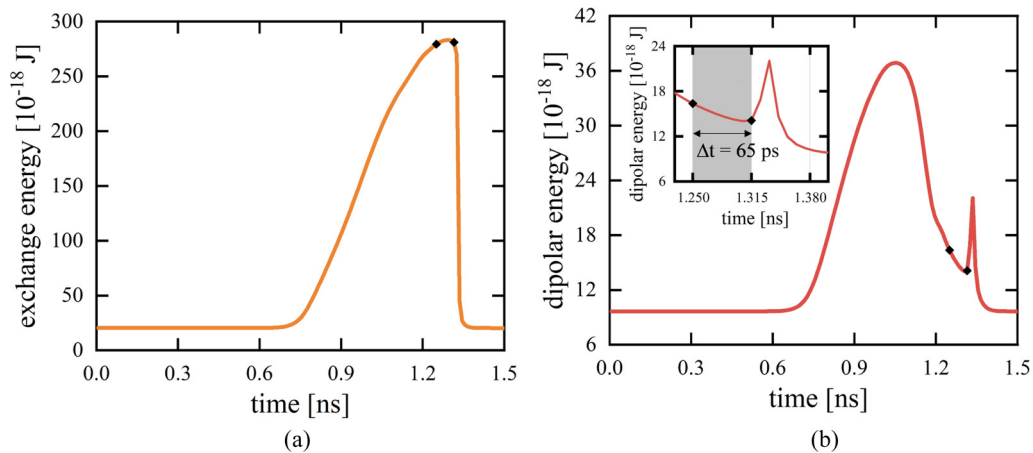 exchange energy [10⁻¹⁸ J]
300
250
200
150
100
50
0
0.0 0.3 0.6 0.9 1.2 1.5
time [ns]
(a)
dipolar energy [10⁻¹⁸ J]
42
36
30
24
18
12
6
0.0 0.3 0.6 0.9 1.2 1.5
time [ns]
(b)
dipolar energy [10⁻¹⁸ J]
24
18
12
6
Δt = 65 ps
1.250 1.315 1.380
time [ns]